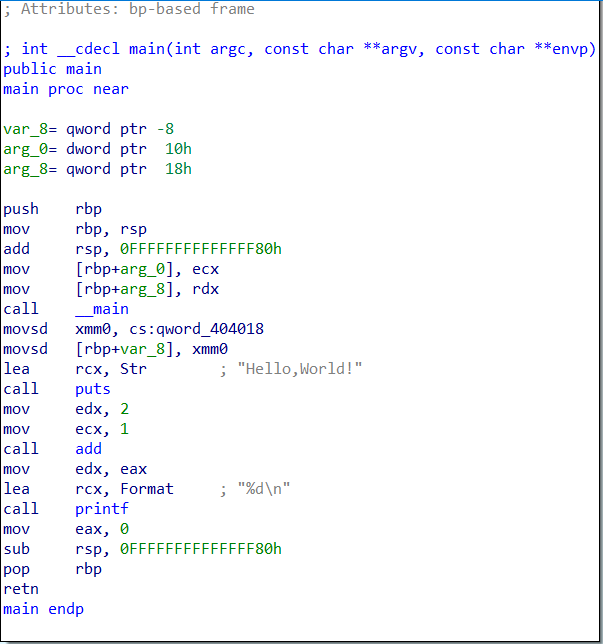 ; Attributes: bp-based frame
; int __cdecl main(int argc, const char **argv, const char **envp)
public main
main proc near
var_8= qword ptr -8
arg_0= dword ptr  10h
arg_8= qword ptr  18h
push    rbp
mov     rbp, rsp
add     rsp, 0FFFFFFFFFFFFFF80h
mov     [rbp+arg_0], ecx
mov     [rbp+arg_8], rdx
call    __main
movsd   xmm0, cs:qword_404018
movsd   [rbp+var_8], xmm0
lea     rcx, Str        ; "Hello,World!"
call    puts
mov     edx, 2
mov     ecx, 1
call    add
mov     edx, eax
lea     rcx, Format     ; "%d\n"
call    printf
mov     eax, 0
sub     rsp, 0FFFFFFFFFFFFFF80h
pop     rbp
retn
main endp